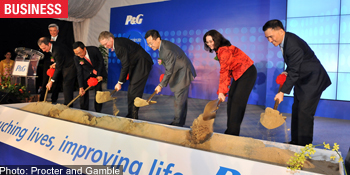 BUSINESS
P&G
uching lives, improving life
P&G
Photo: Procter and Gamble